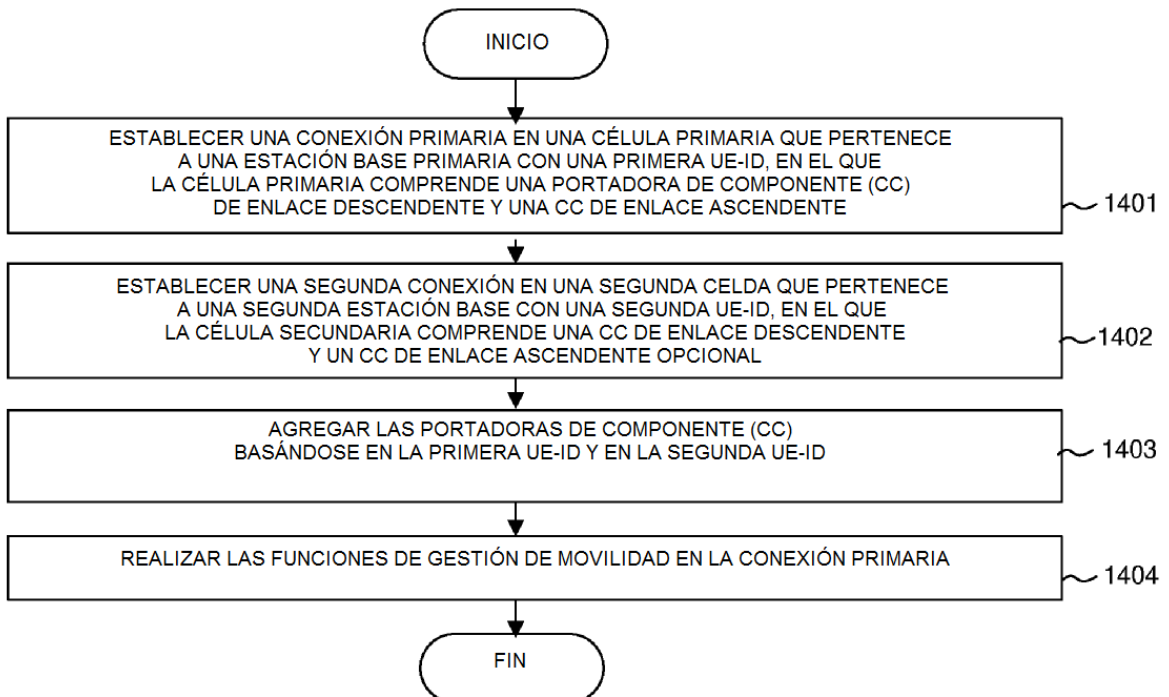 INICIO
ESTABLECER UNA CONEXIÓN PRIMARIA EN UNA CÉLULA PRIMARIA QUE PERTENECE
A UNA ESTACIÓN BASE PRIMARIA CON UNA PRIMERA UE-ID, EN EL QUE
LA CÉLULA PRIMARIA COMPRENDE UNA PORTADORA DE COMPONENTE (CC)
DE ENLACE DESCENDENTE Y UNA CC DE ENLACE ASCENDENTE
1401
ESTABLECER UNA SEGUNDA CONEXIÓN EN UNA SEGUNDA CELDA QUE PERTENECE
A UNA SEGUNDA ESTACIÓN BASE CON UNA SEGUNDA UE-ID, EN EL QUE
LA CÉLULA SECUNDARIA COMPRENDE UNA CC DE ENLACE DESCENDENTE
Y UN CC DE ENLACE ASCENDENTE OPCIONAL
1402
AGREGAR LAS PORTADORAS DE COMPONENTE (CC)
BASÁNDOSE EN LA PRIMERA UE-ID Y EN LA SEGUNDA UE-ID
1403
REALIZAR LAS FUNCIONES DE GESTIÓN DE MOVILIDAD EN LA CONEXIÓN PRIMARIA
1404
FIN